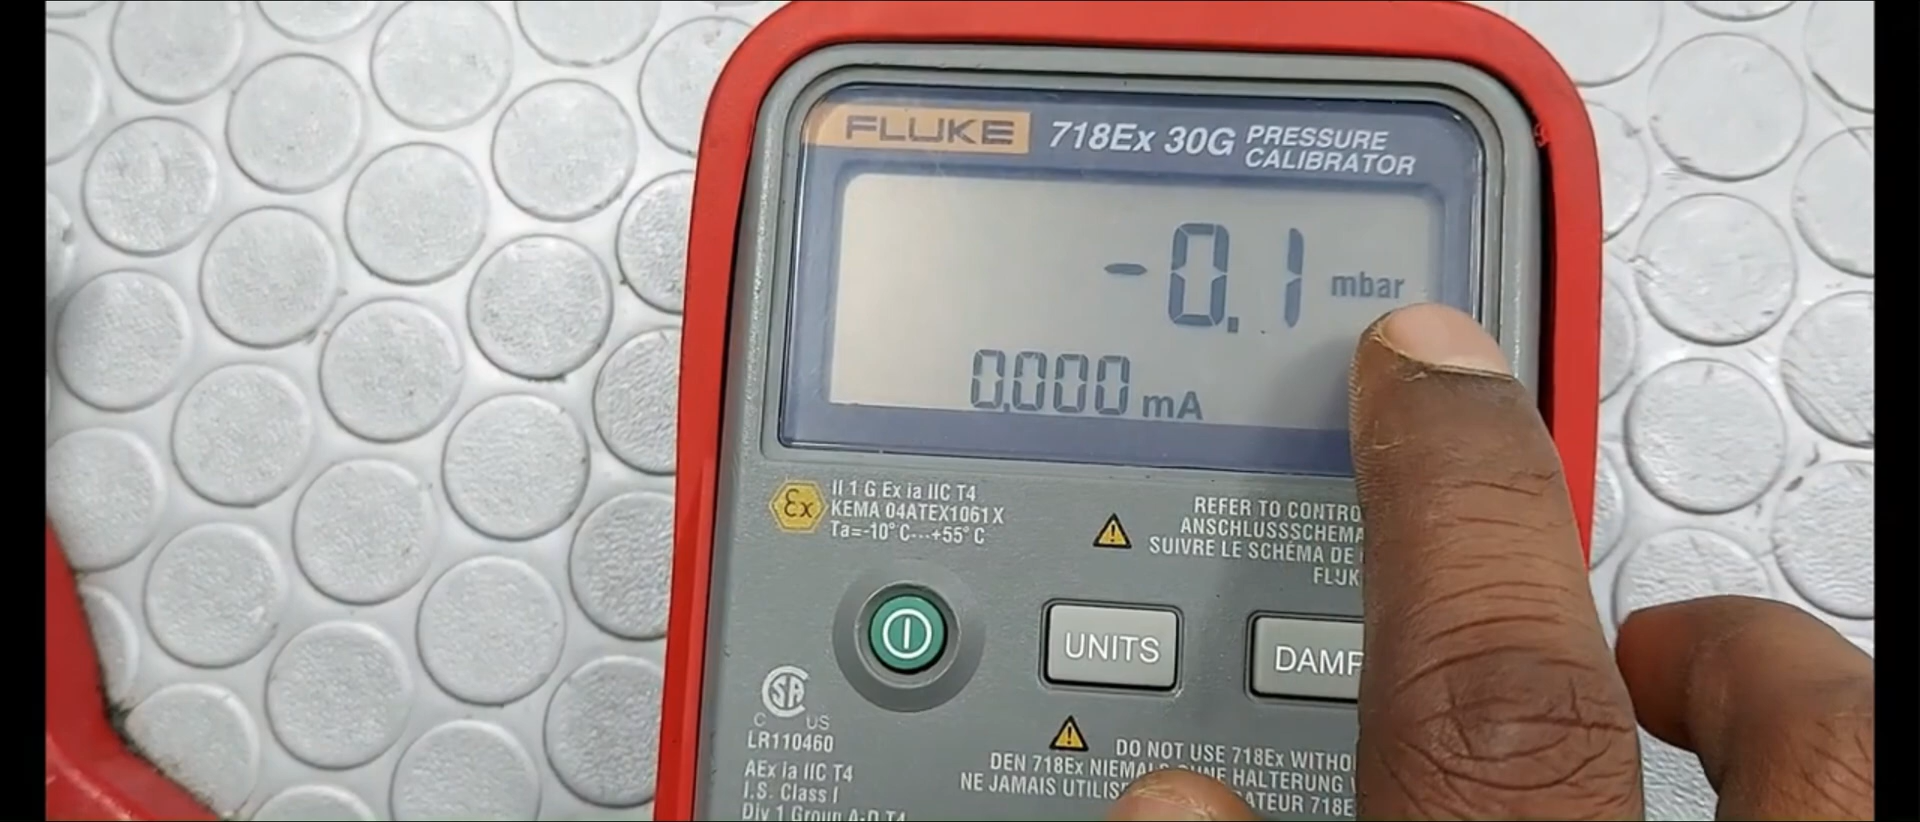 FLUKE 718Ex 30G PRESSURE CALIBRATOR
-0.1 mbar
0.000 mA
Ex II 1 G Ex ia IIC T4
KEMA 04ATEX1061 X
Ta=-10° C---+55° C
REFER TO CONTRO
ANSCHLUSSSCHEMA
SUIVRE LE SCHÉMA DE
FLUK
UNITS
DAMP
C US
LR110460
AEx ia IIC T4
I.S. Class I
Div 1 Group A-D T4
DO NOT USE 718Ex WITHO
DEN 718Ex NIEMALS OHNE HALTERUNG
NE JAMAIS UTILIS ATEUR 718E